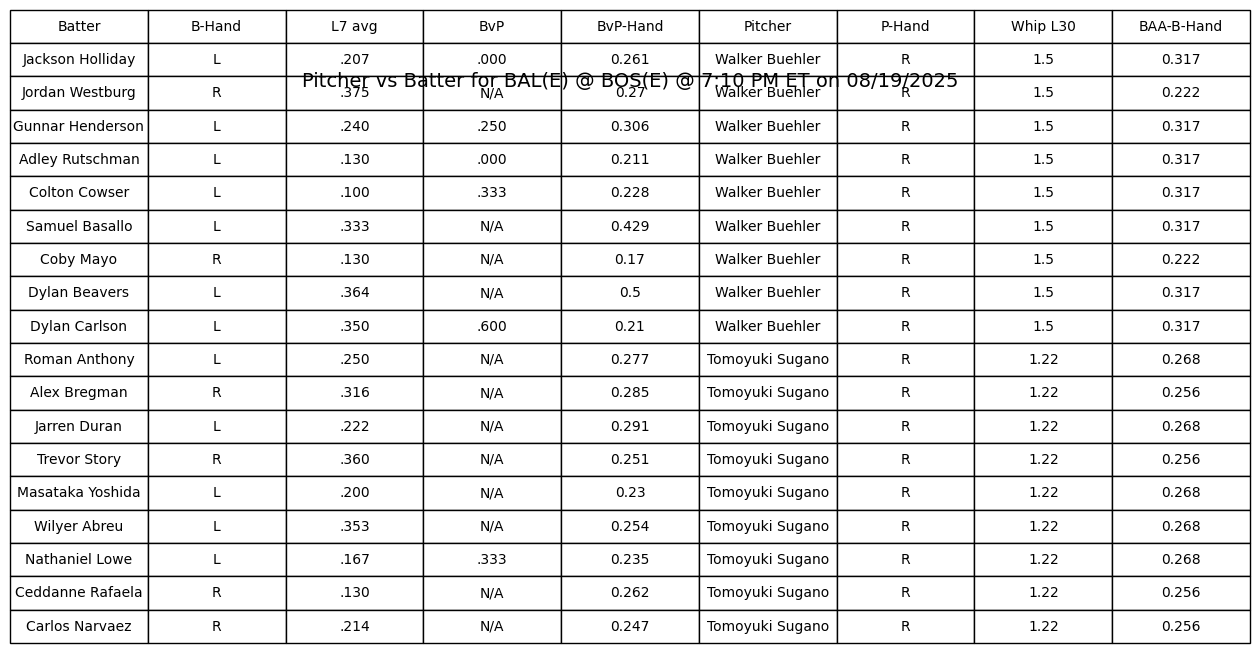 Batter B-Hand L7 avg BvP BvP-Hand Pitcher P-Hand Whip L30 BAA-B-Hand
Jackson Holliday L .207 .000 0.261 Walker Buehler R 1.5 0.317
Pitcher vs Batter for BAL(E) @ BOS(E) @ 7:10 PM ET on 08/19/2025
Jordan Westburg R .375 N/A 0.27 Walker Buehler R 1.5 0.222
Gunnar Henderson L .240 .250 0.306 Walker Buehler R 1.5 0.317
Adley Rutschman L .130 .000 0.211 Walker Buehler R 1.5 0.317
Colton Cowser L .100 .333 0.228 Walker Buehler R 1.5 0.317
Samuel Basallo L .333 N/A 0.429 Walker Buehler R 1.5 0.317
Coby Mayo R .130 N/A 0.17 Walker Buehler R 1.5 0.222
Dylan Beavers L .364 N/A 0.5 Walker Buehler R 1.5 0.317
Dylan Carlson L .350 .600 0.21 Walker Buehler R 1.5 0.317
Roman Anthony L .250 N/A 0.277 Tomoyuki Sugano R 1.22 0.268
Alex Bregman R .316 N/A 0.285 Tomoyuki Sugano R 1.22 0.256
Jarren Duran L .222 N/A 0.291 Tomoyuki Sugano R 1.22 0.268
Trevor Story R .360 N/A 0.251 Tomoyuki Sugano R 1.22 0.256
Masataka Yoshida L .200 N/A 0.23 Tomoyuki Sugano R 1.22 0.268
Wilyer Abreu L .353 N/A 0.254 Tomoyuki Sugano R 1.22 0.268
Nathaniel Lowe L .167 .333 0.235 Tomoyuki Sugano R 1.22 0.268
Ceddanne Rafaela R .130 N/A 0.262 Tomoyuki Sugano R 1.22 0.256
Carlos Narvaez R .214 N/A 0.247 Tomoyuki Sugano R 1.22 0.256